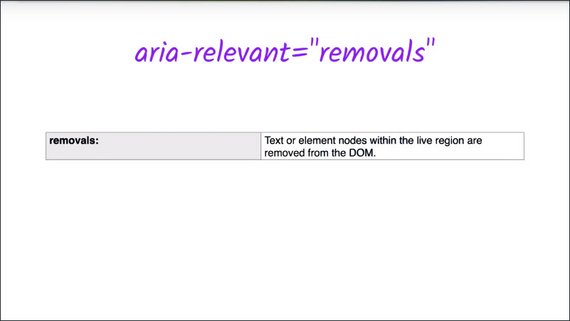 aria-relevant="removals"
removals:
Text or element nodes within the live region are
removed from the DOM.